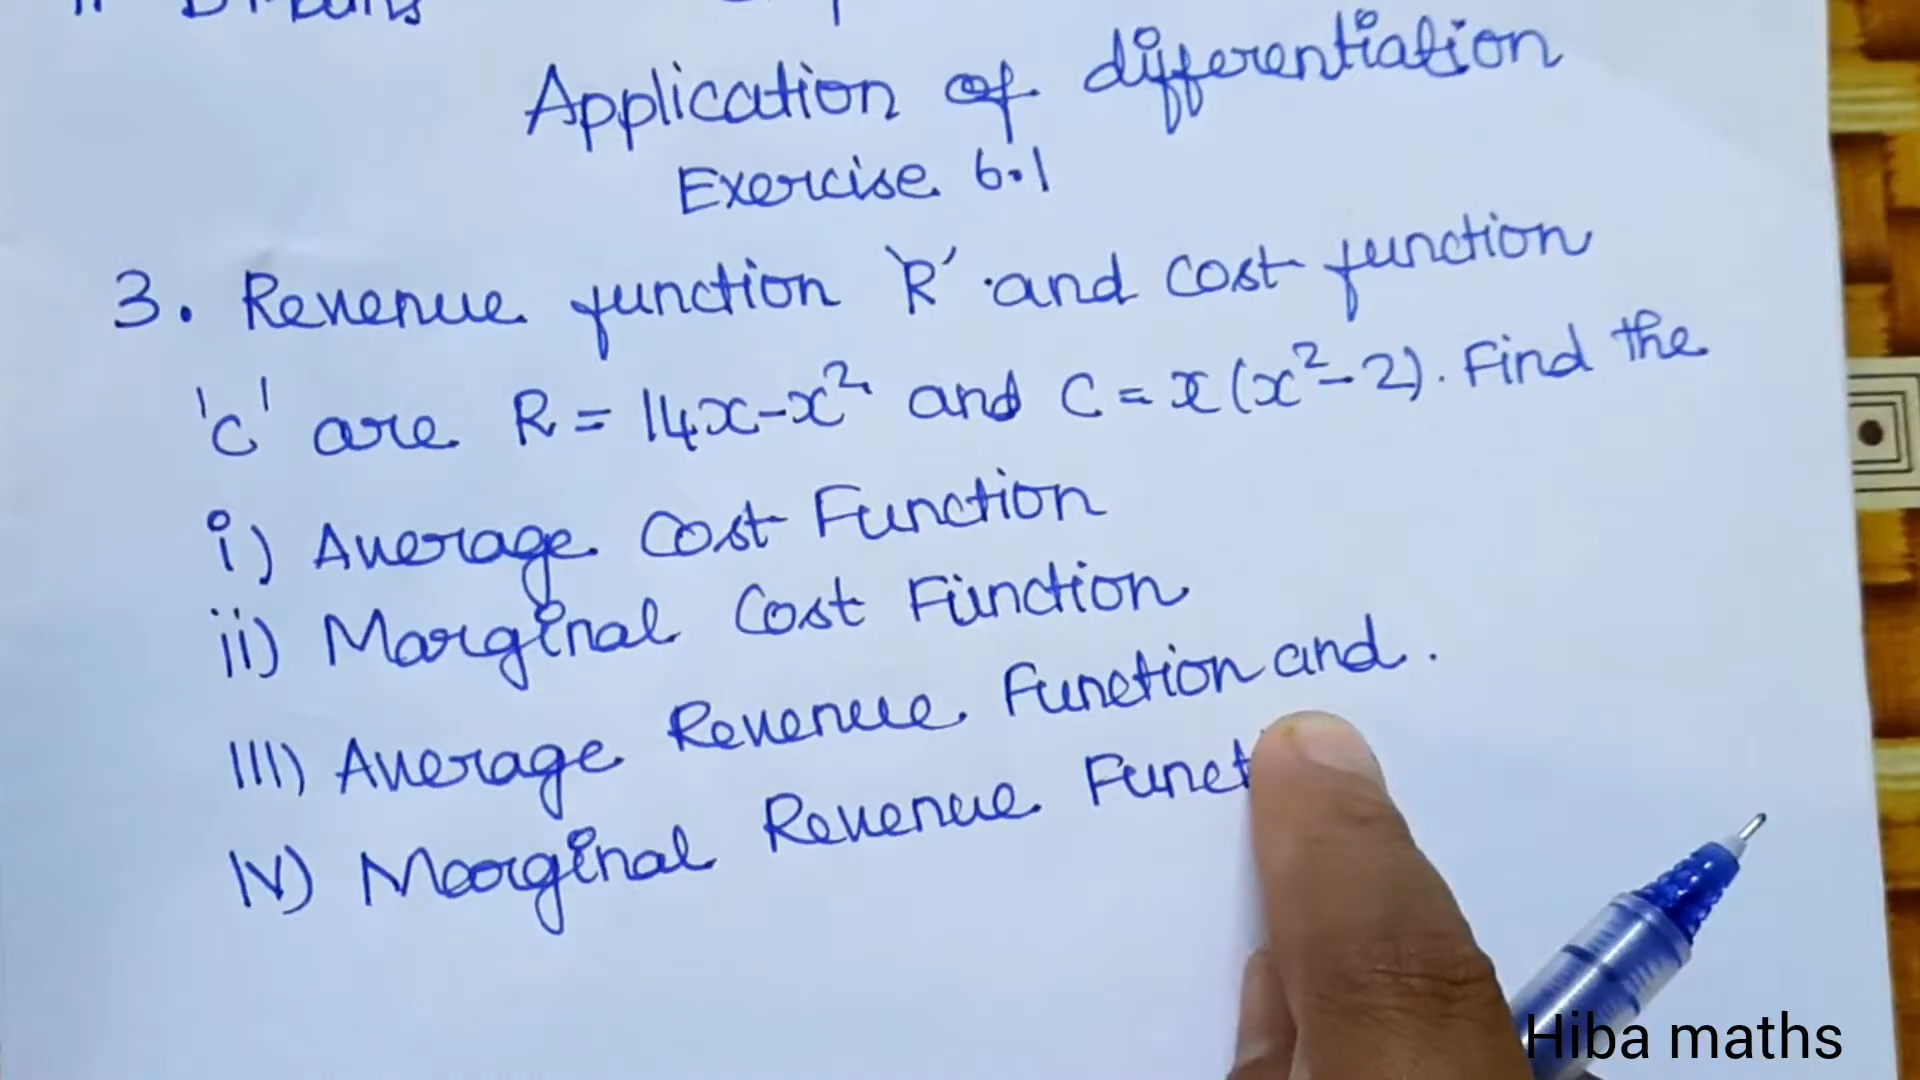 Application of differentiation
Exercise 6.1
3. Revenue function 'R' and cost function
'C' are R = 14x-x² and C = x(x²-2). Find the
i) Average Cost Function
ii) Marginal Cost Function
III) Average Revenue Function and.
IV) Marginal Revenue Funct
Hiba maths